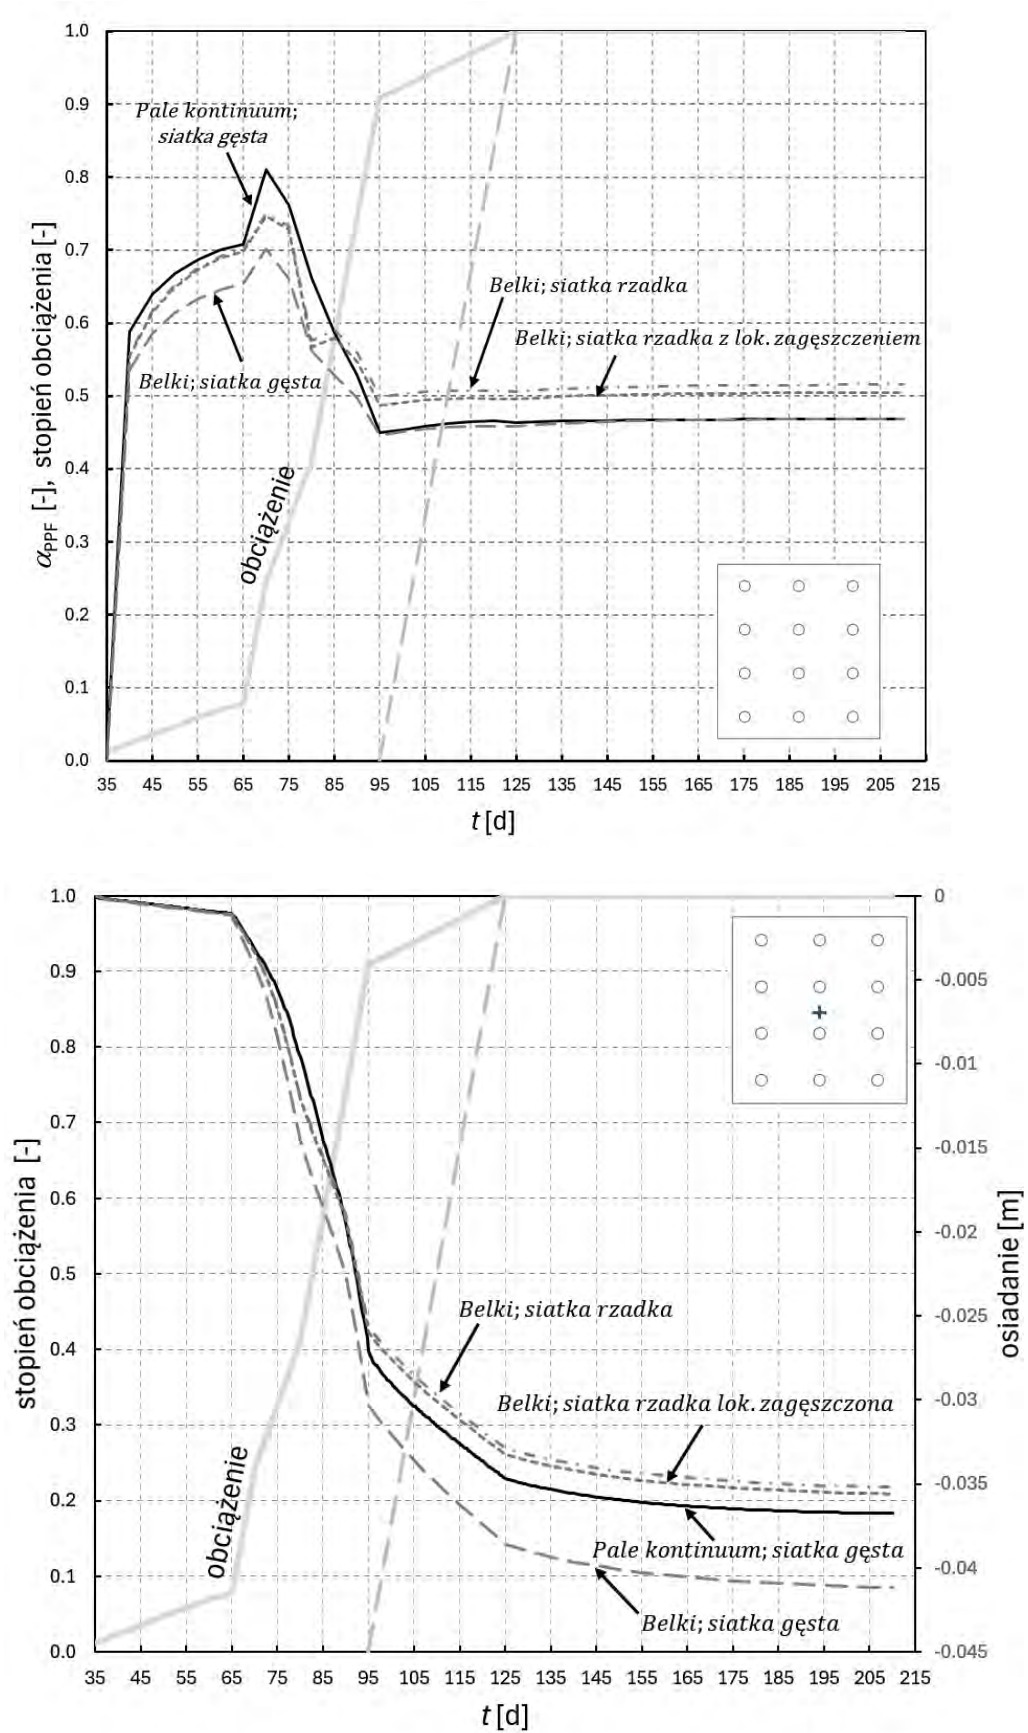 1.0
0.9
0.8
0.7
0.6
0.5
0.4
0.3
0.2
0.1
0.0
α_PPF [-], stopień obciążenia [-]
Pale kontinuum;
siatka gęsta
Belki; siatka rzadka
Belki; siatka rzadka z lok. zagęszczeniem
Belki; siatka gęsta
obciążenie
35 45 55 65 75 85 95 105 115 125 135 145 155 165 175 185 195 205 215
t [d]
1.0
0.9
0.8
0.7
0.6
0.5
0.4
0.3
0.2
0.1
0.0
stopień obciążenia [-]
0
-0.005
-0.01
-0.015
-0.02
-0.025
-0.03
-0.035
-0.04
-0.045
osiadanie [m]
Belki; siatka rzadka
Belki; siatka rzadka lok. zagęszczona
obciążenie
Pale kontinuum; siatka gęsta
Belki; siatka gęsta
35 45 55 65 75 85 95 105 115 125 135 145 155 165 175 185 195 205 215
t [d]